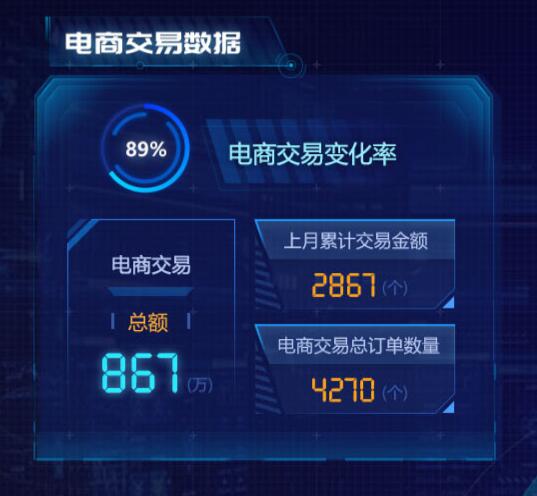 电商交易数据
89%
电商交易变化率
电商交易
总额
867(万)
上月累计交易金额
2867(个)
电商交易总订单数量
4270(个)